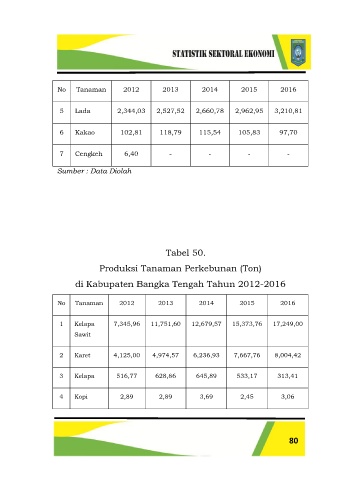 STATISTIK SEKTORAL EKONOMI
No Tanaman 2012 2013 2014 2015 2016
5 Lada 2,344,03 2,527,52 2,660,78 2,962,95 3,210,81
6 Kakao 102,81 118,79 115,54 105,83 97,70
7 Cengkeh 6,40 - - - -
Sumber : Data Diolah
Tabel 50.
Produksi Tanaman Perkebunan (Ton)
di Kabupaten Bangka Tengah Tahun 2012-2016
No Tanaman 2012 2013 2014 2015 2016
1 Kelapa Sawit 7,345,96 11,751,60 12,679,57 15,373,76 17,249,00
2 Karet 4,125,00 4,974,57 6,236,93 7,667,76 8,004,42
3 Kelapa 516,77 628,86 645,89 533,17 313,41
4 Kopi 2,89 2,89 3,69 2,45 3,06
80